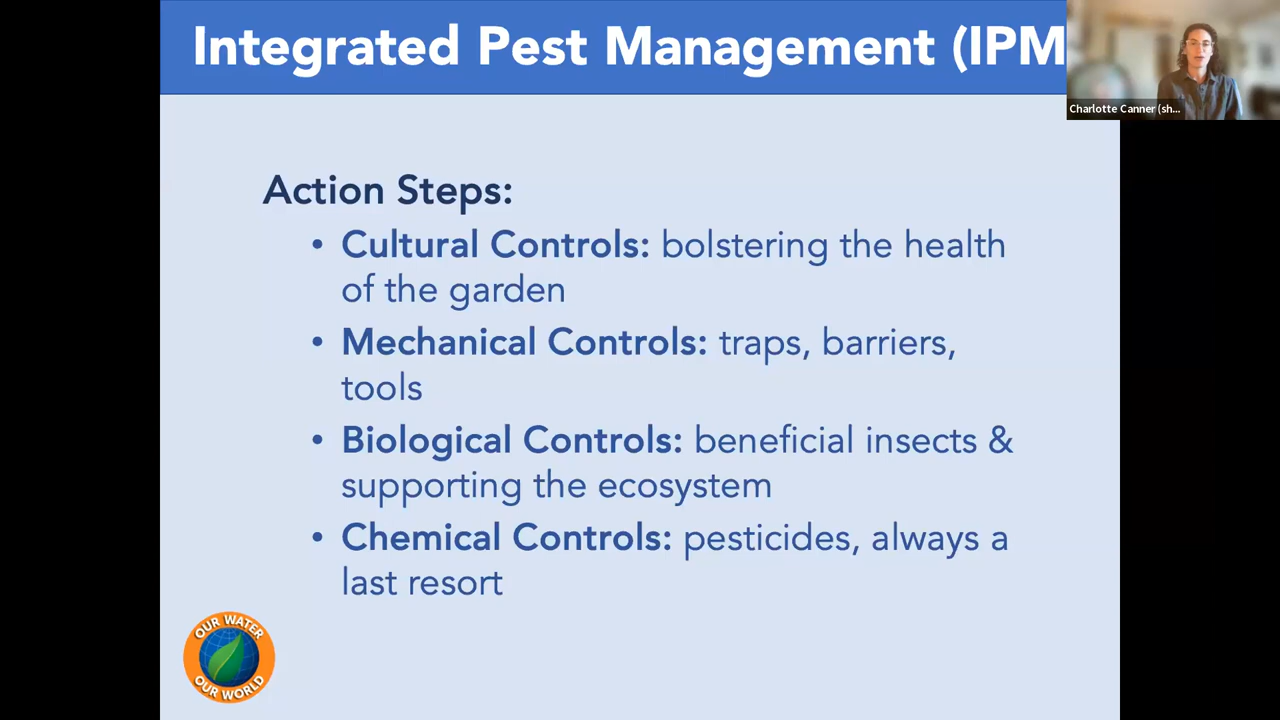 Integrated Pest Management (IPM
Charlotte Canner (sh...
Action Steps:
• Cultural Controls: bolstering the health
of the garden
• Mechanical Controls: traps, barriers,
tools
• Biological Controls: beneficial insects &
supporting the ecosystem
• Chemical Controls: pesticides, always a
last resort
OUR WATER
OUR WORLD